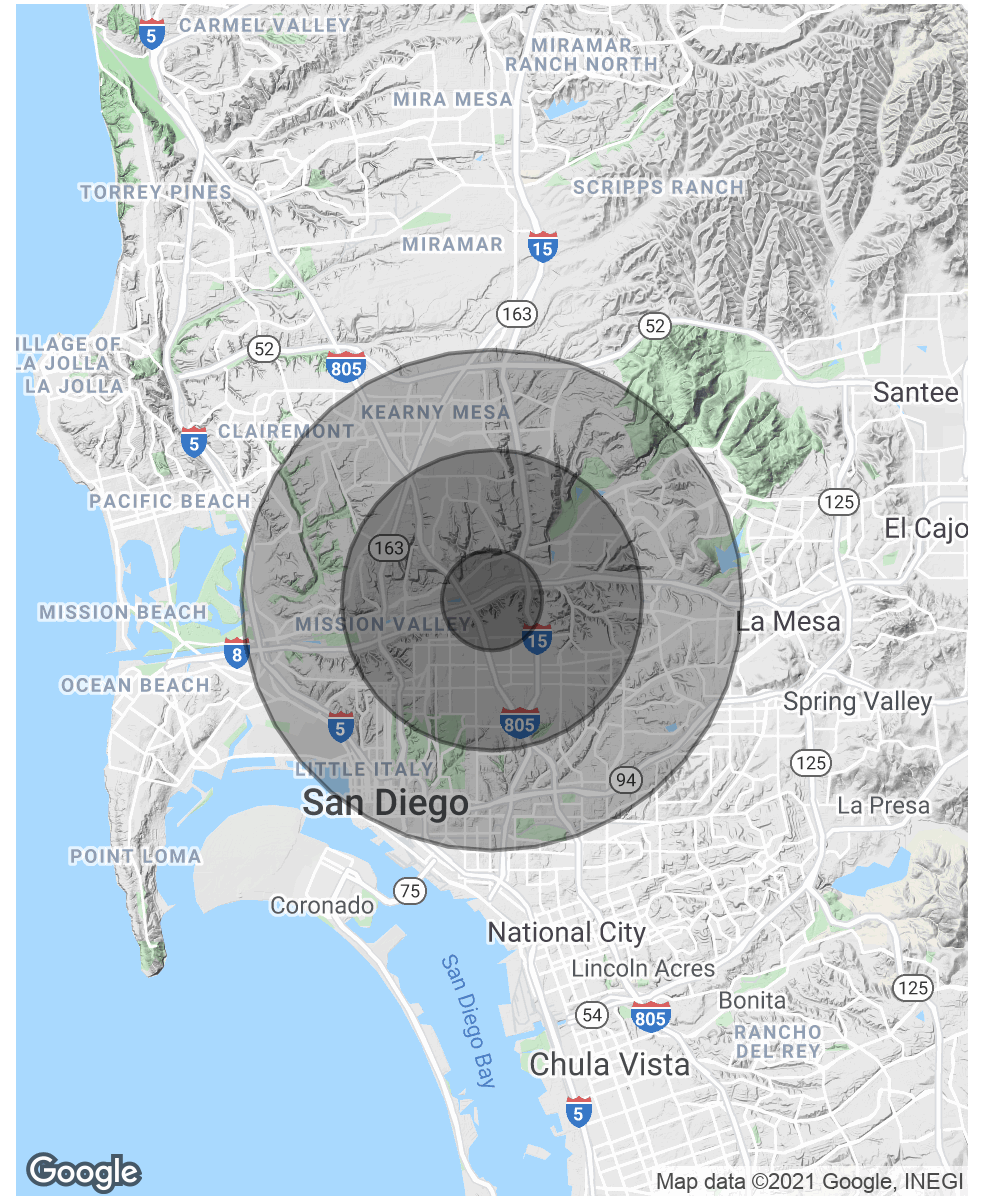 CARMEL VALLEY
5
MIRAMAR
RANCH NORTH
MIRA MESA
TORREY PINES
SCRIPPS RANCH
MIRAMAR
15
163
52
ILLAGE OF
LA JOLLA
52
805
LA JOLLA
Santee
KEARNY MESA
CLAIREMONT
5
PACIFIC BEACH
125
El Cajo
163
MISSION BEACH
MISSION VALLEY
La Mesa
15
8
OCEAN BEACH
Spring Valley
5
805
LITTLE ITALY
125
94
San Diego
La Presa
POINT LOMA
75
Coronado
National City
Lincoln Acres
San Diego Bay
125
Bonita
54
805
RANCHO
DEL REY
Chula Vista
5
Google
Map data ©2021 Google, INEGI